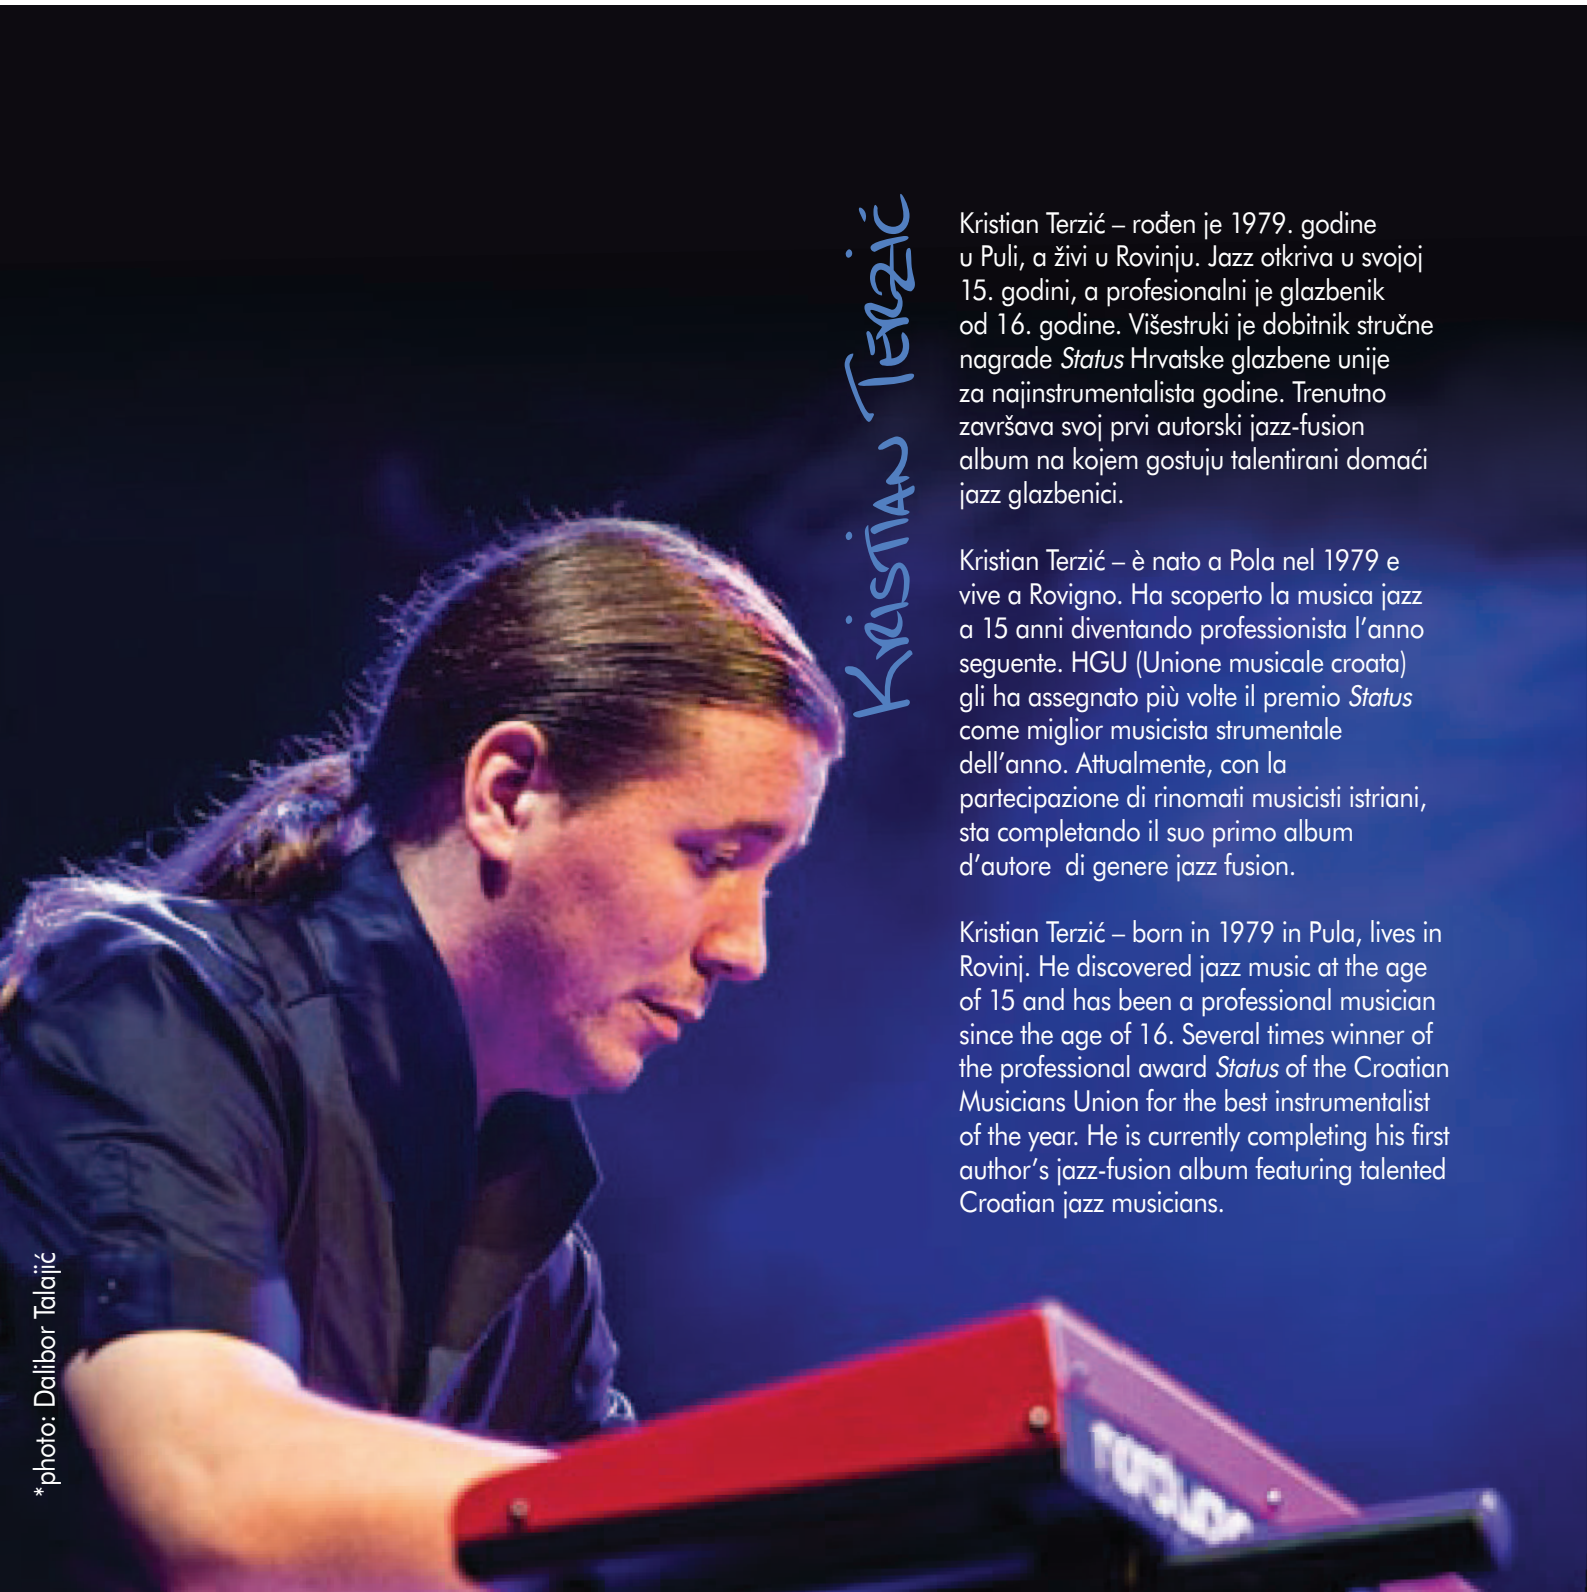 Kristian Terzić
Kristian Terzić – rođen je 1979. godine
u Puli, a živi u Rovinju. Jazz otkriva u svojoj
15. godini, a profesionalni je glazbenik
od 16. godine. Višestruki je dobitnik stručne
nagrade Status Hrvatske glazbene unije
za najinstrumentalista godine. Trenutno
završava svoj prvi autorski jazz-fusion
album na kojem gostuju talentirani domaći
jazz glazbenici.

Kristian Terzić – è nato a Pola nel 1979 e
vive a Rovigno. Ha scoperto la musica jazz
a 15 anni diventando professionista l’anno
seguente. HGU (Unione musicale croata)
gli ha assegnato più volte il premio Status
come miglior musicista strumentale
dell’anno. Attualmente, con la
partecipazione di rinomati musicisti istriani,
sta completando il suo primo album
d’autore  di genere jazz fusion.

Kristian Terzić – born in 1979 in Pula, lives in
Rovinj. He discovered jazz music at the age
of 15 and has been a professional musician
since the age of 16. Several times winner of
the professional award Status of the Croatian
Musicians Union for the best instrumentalist
of the year. He is currently completing his first
author’s jazz-fusion album featuring talented
Croatian jazz musicians.
*photo: Dalibor Talajić